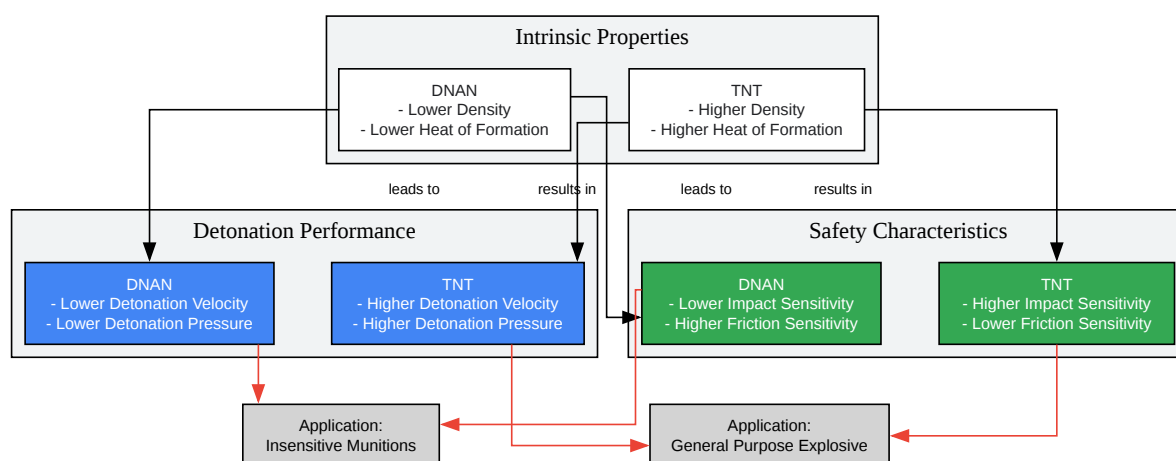 Intrinsic Properties
DNAN
- Lower Density
- Lower Heat of Formation
TNT
- Higher Density
- Higher Heat of Formation
leads to
results in
leads to
results in
Detonation Performance
DNAN
- Lower Detonation Velocity
- Lower Detonation Pressure
TNT
- Higher Detonation Velocity
- Higher Detonation Pressure
Safety Characteristics
DNAN
- Lower Impact Sensitivity
- Higher Friction Sensitivity
TNT
- Higher Impact Sensitivity
- Lower Friction Sensitivity
Application:
Insensitive Munitions
Application:
General Purpose Explosive